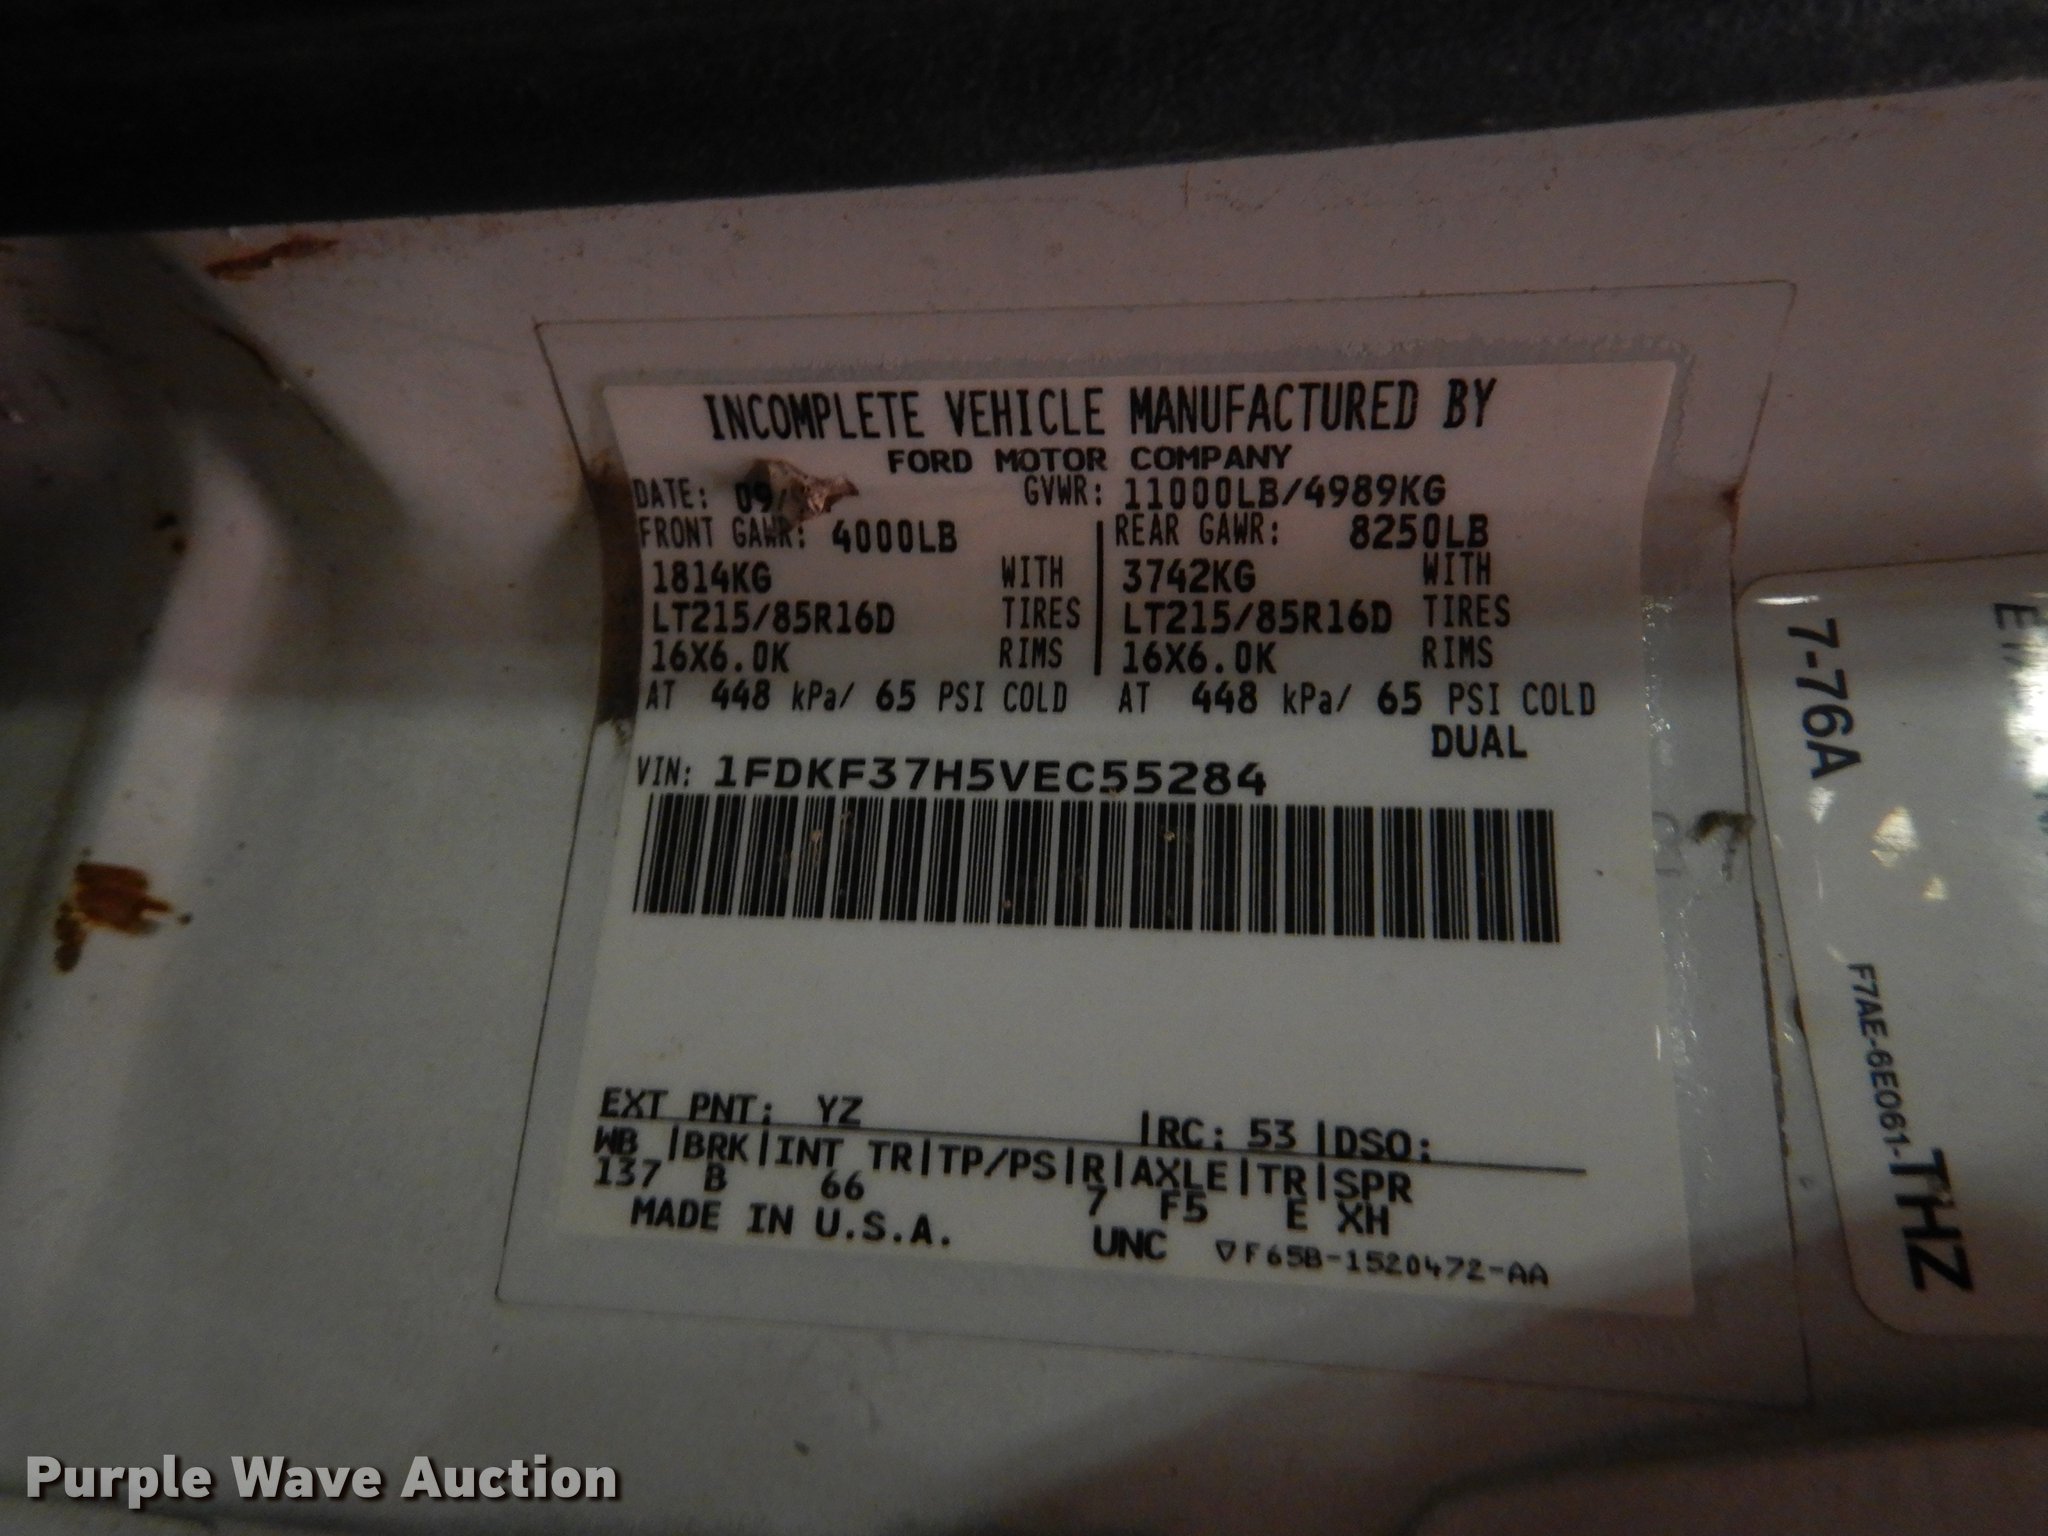 INCOMPLETE VEHICLE MANUFACTURED BY
FORD MOTOR COMPANY
DATE: 09/ GVWR: 11000LB/4989KG
FRONT GAWR: 4000LB REAR GAWR: 8250LB
1814KG WITH 3742KG WITH
LT215/85R16D TIRES LT215/85R16D TIRES
16X6.0K RIMS 16X6.0K RIMS
AT 448 kPa/ 65 PSI COLD AT 448 kPa/ 65 PSI COLD
DUAL
VIN: 1FDKF37H5VEC55284
EXT PNT: YZ |RC: 53 |DSO:
WB |BRK|INT TR|TP/PS|R|AXLE|TR|SPR
137 B 66 7 F5 E XH
MADE IN U.S.A. UNC ▽F65B-1520472-AA
7-76A
F7AE-6E061-THZ
Purple Wave Auction